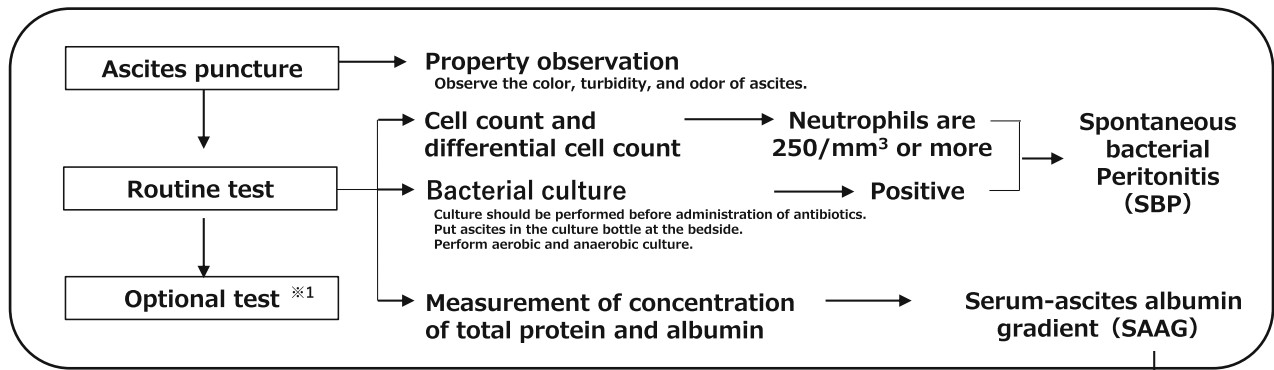 Ascites puncture
Property observation
Observe the color, turbidity, and odor of ascites.
Cell count and
differential cell count
Neutrophils are
250/mm³ or more
Spontaneous
bacterial
Peritonitis
（SBP）
Routine test
Bacterial culture
Positive
Culture should be performed before administration of antibiotics.
Put ascites in the culture bottle at the bedside.
Perform aerobic and anaerobic culture.
Optional test ※1
Measurement of concentration
of total protein and albumin
Serum-ascites albumin
gradient（SAAG）